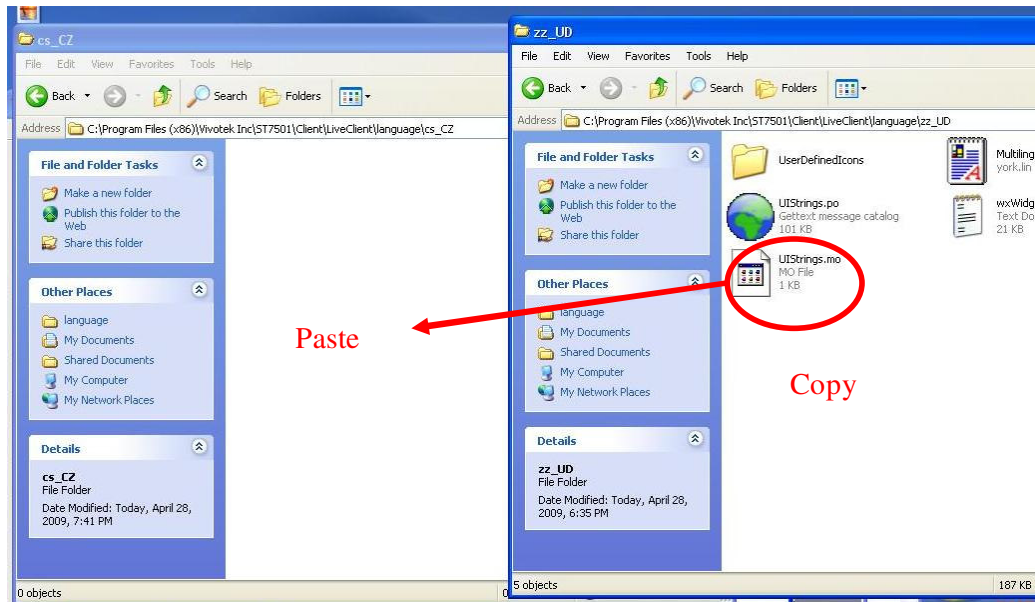 cs_CZ
File Edit View Favorites Tools Help
Back Search Folders
Address C:\Program Files (x86)\Vivotek Inc\ST7501\Client\LiveClient\language\cs_CZ
File and Folder Tasks
Make a new folder
Publish this folder to the
Web
Share this folder
Other Places
language
My Documents
Shared Documents
My Computer
My Network Places
Details
cs_CZ
File Folder
Date Modified: Today, April 28,
2009, 7:41 PM
0 objects
Paste
zz_UD
File Edit View Favorites Tools Help
Back Search Folders
Address C:\Program Files (x86)\Vivotek Inc\ST7501\Client\LiveClient\language\zz_UD
File and Folder Tasks
Make a new folder
Publish this folder to the
Web
Share this folder
Other Places
language
My Documents
Shared Documents
My Computer
My Network Places
Details
zz_UD
File Folder
Date Modified: Today, April 28,
2009, 6:35 PM
UserDefinedIcons
UIStrings.po
Gettext message catalog
101 KB
UIStrings.mo
MO File
1 KB
Multiling
york.lin
wxWidg
Text Do
21 KB
Copy
5 objects
187 KB